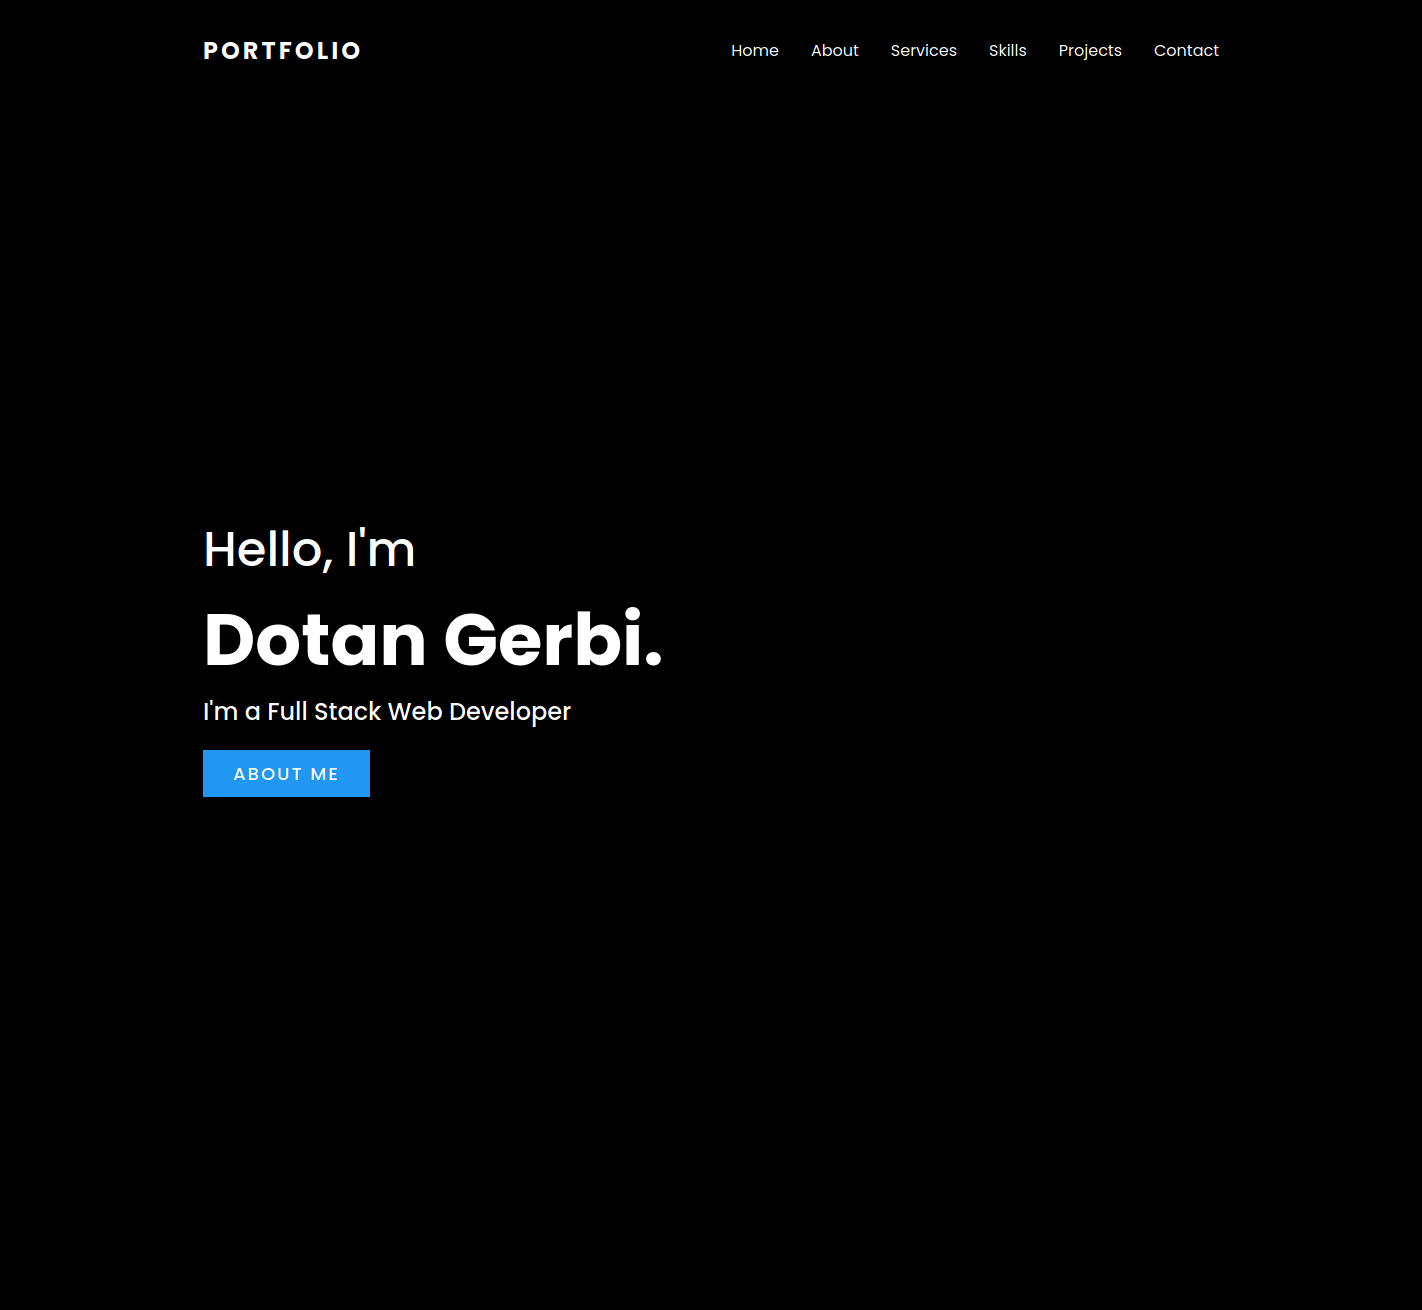 PORTFOLIO
Home About Services Skills Projects Contact
Hello, I'm
Dotan Gerbi.
I'm a Full Stack Web Developer
ABOUT ME